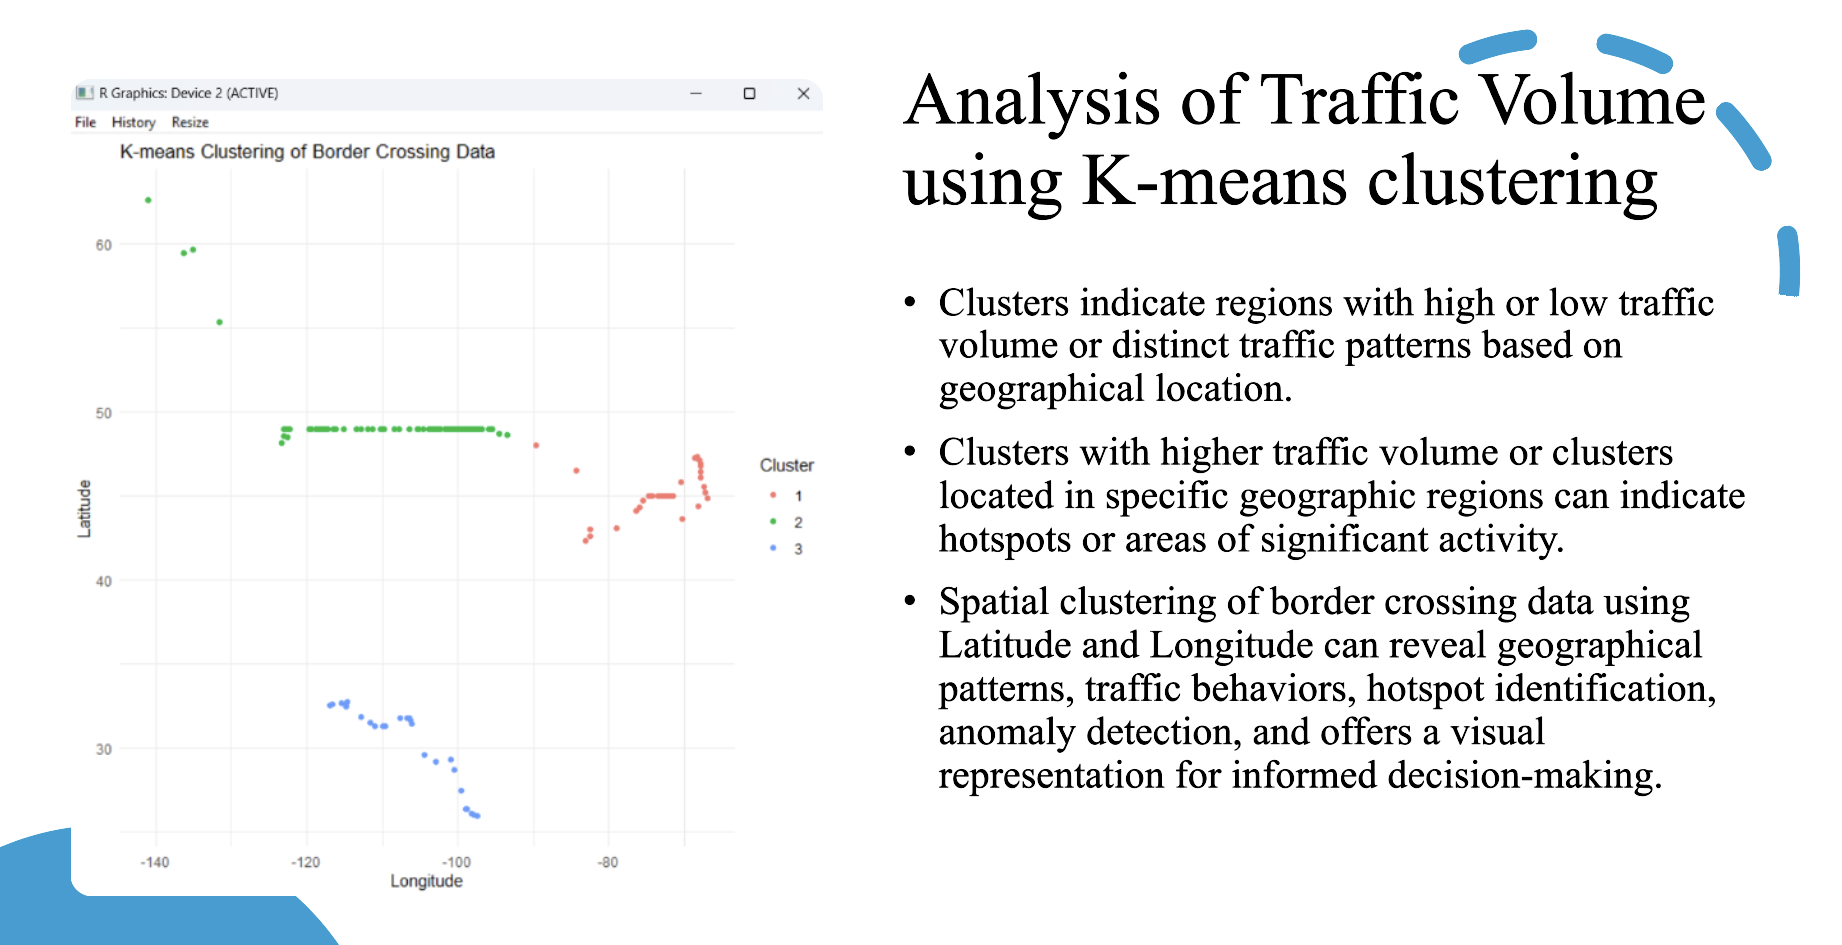 R Graphics: Device 2 (ACTIVE)
File History Resize
K-means Clustering of Border Crossing Data
60
50
40
30
Latitude
-140 -120 -100 -80
Longitude
Cluster
1
2
3
Analysis of Traffic Volume
using K-means clustering
• Clusters indicate regions with high or low traffic
volume or distinct traffic patterns based on
geographical location.
• Clusters with higher traffic volume or clusters
located in specific geographic regions can indicate
hotspots or areas of significant activity.
• Spatial clustering of border crossing data using
Latitude and Longitude can reveal geographical
patterns, traffic behaviors, hotspot identification,
anomaly detection, and offers a visual
representation for informed decision-making.